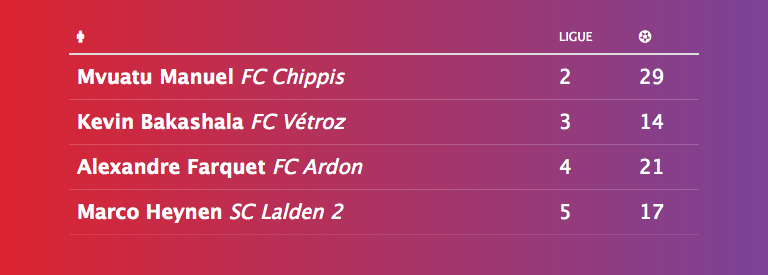 LIGUE
Mvuatu Manuel FC Chippis 2 29
Kevin Bakashala FC Vétroz 3 14
Alexandre Farquet FC Ardon 4 21
Marco Heynen SC Lalden 2 5 17